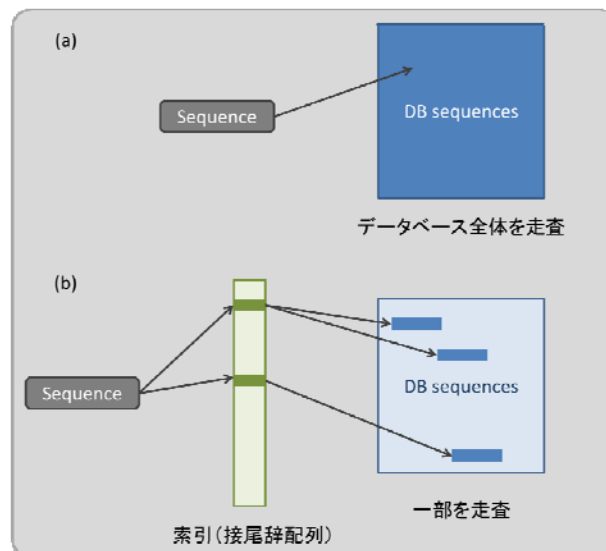 (a)
Sequence
DB sequences
データベース全体を走査
(b)
Sequence
DB sequences
索引(接尾辞配列)
一部を走査